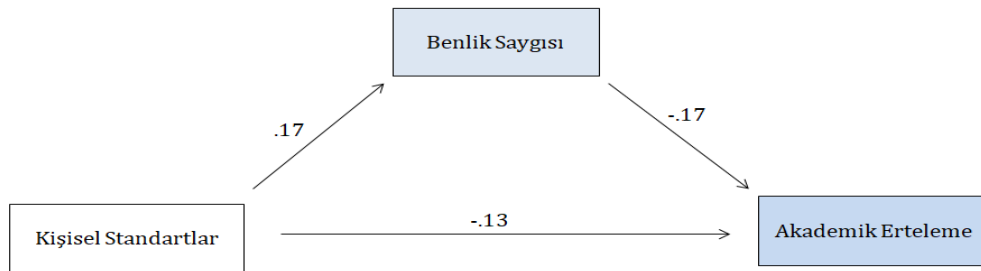 Benlik Saygısı
.17
-.17
-.13
Kişisel Standartlar
Akademik Erteleme